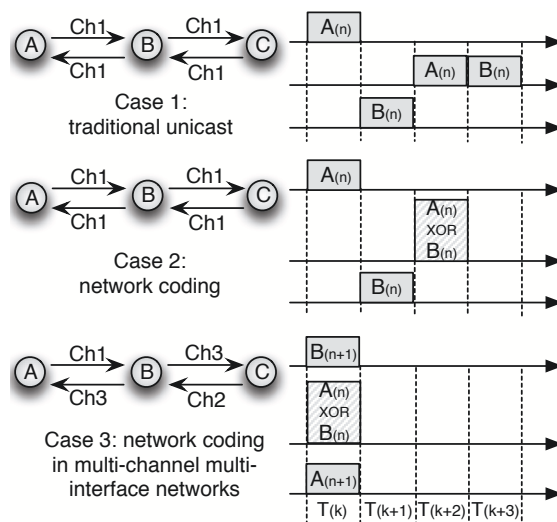 Ch1 Ch1
A B C
Ch1 Ch1
Case 1:
traditional unicast
A(n)
A(n) B(n)
B(n)
Ch1 Ch1
A B C
Ch1 Ch1
Case 2:
network coding
A(n)
A(n)
XOR
B(n)
B(n)
Ch1 Ch3
A B C
Ch3 Ch2
Case 3: network coding
in multi-channel multi-
interface networks
B(n+1)
A(n)
XOR
B(n)
A(n+1)
T(k) T(k+1) T(k+2) T(k+3)